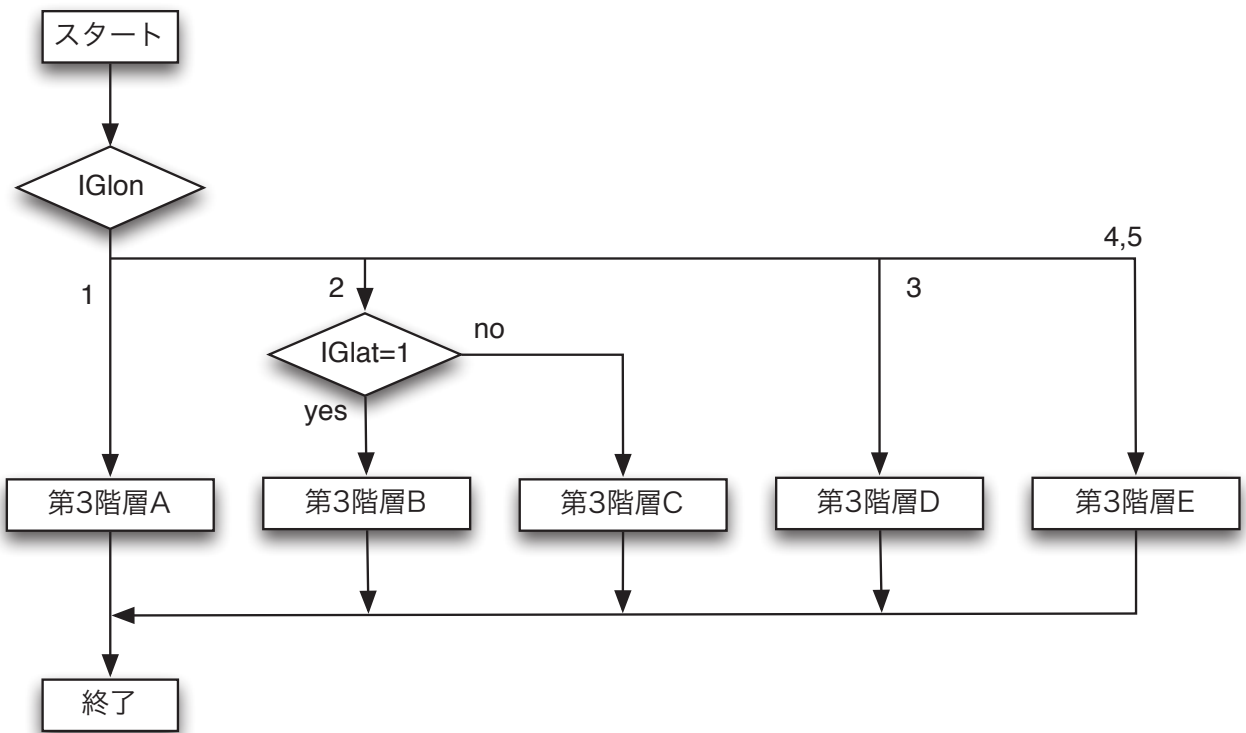 スタート
IGlon
4,5
1
2
3
no
IGlat=1
yes
第3階層A
第3階層B
第3階層C
第3階層D
第3階層E
終了